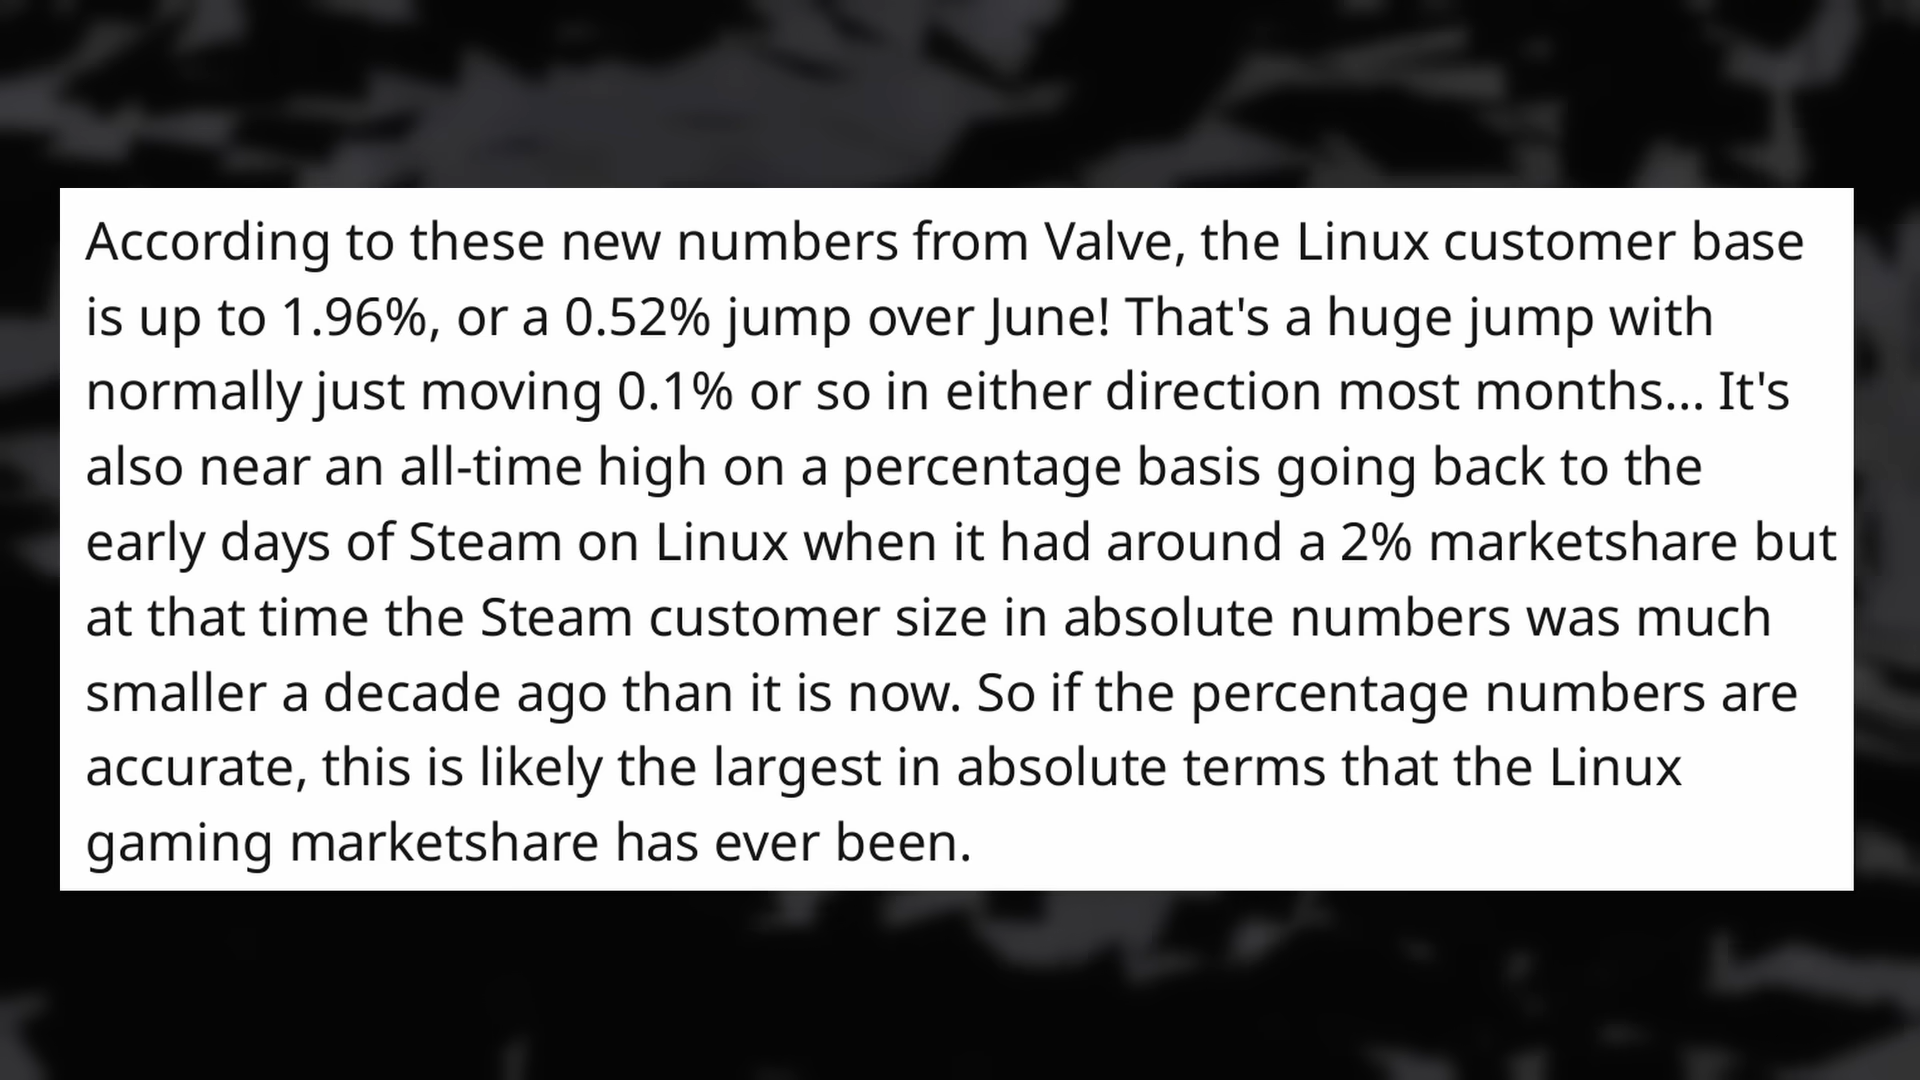 According to these new numbers from Valve, the Linux customer base
is up to 1.96%, or a 0.52% jump over June! That's a huge jump with
normally just moving 0.1% or so in either direction most months... It's
also near an all-time high on a percentage basis going back to the
early days of Steam on Linux when it had around a 2% marketshare but
at that time the Steam customer size in absolute numbers was much
smaller a decade ago than it is now. So if the percentage numbers are
accurate, this is likely the largest in absolute terms that the Linux
gaming marketshare has ever been.